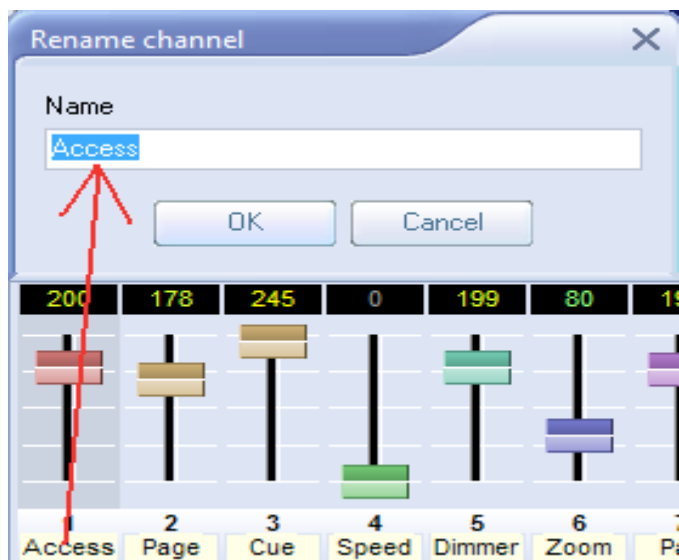 Rename channel
Name
Access
OK Cancel
200 178 245 0 199 80
1 2 3 4 5 6
Access Page Cue Speed Dimmer Zoom